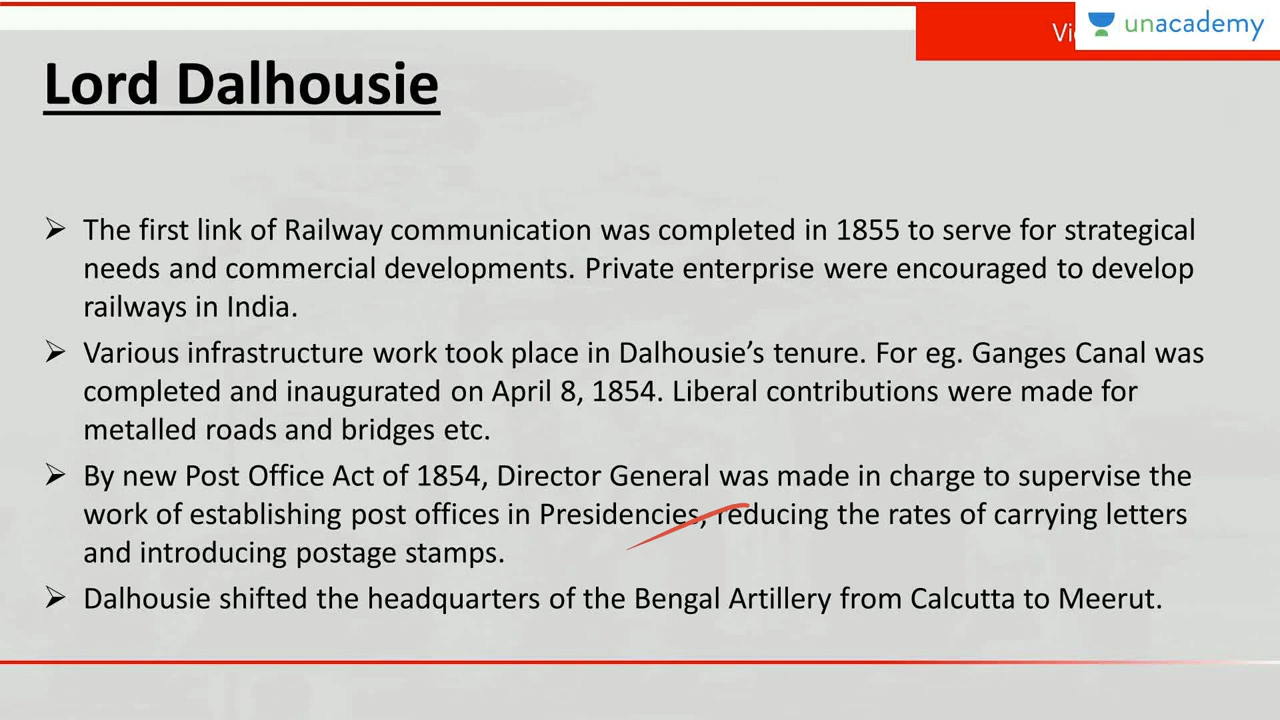 Vi
unacademy
Lord Dalhousie
➢ The first link of Railway communication was completed in 1855 to serve for strategical
needs and commercial developments. Private enterprise were encouraged to develop
railways in India.
➢ Various infrastructure work took place in Dalhousie’s tenure. For eg. Ganges Canal was
completed and inaugurated on April 8, 1854. Liberal contributions were made for
metalled roads and bridges etc.
➢ By new Post Office Act of 1854, Director General was made in charge to supervise the
work of establishing post offices in Presidencies, reducing the rates of carrying letters
and introducing postage stamps.
➢ Dalhousie shifted the headquarters of the Bengal Artillery from Calcutta to Meerut.